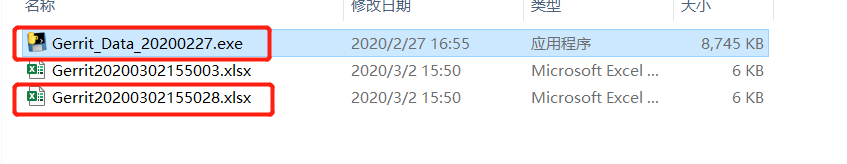 名称 修改日期 类型 大小
Gerrit_Data_20200227.exe 2020/2/27 16:55 应用程序 8,745 KB
Gerrit20200302155003.xlsx 2020/3/2 15:50 Microsoft Excel ... 6 KB
Gerrit20200302155028.xlsx 2020/3/2 15:50 Microsoft Excel ... 6 KB